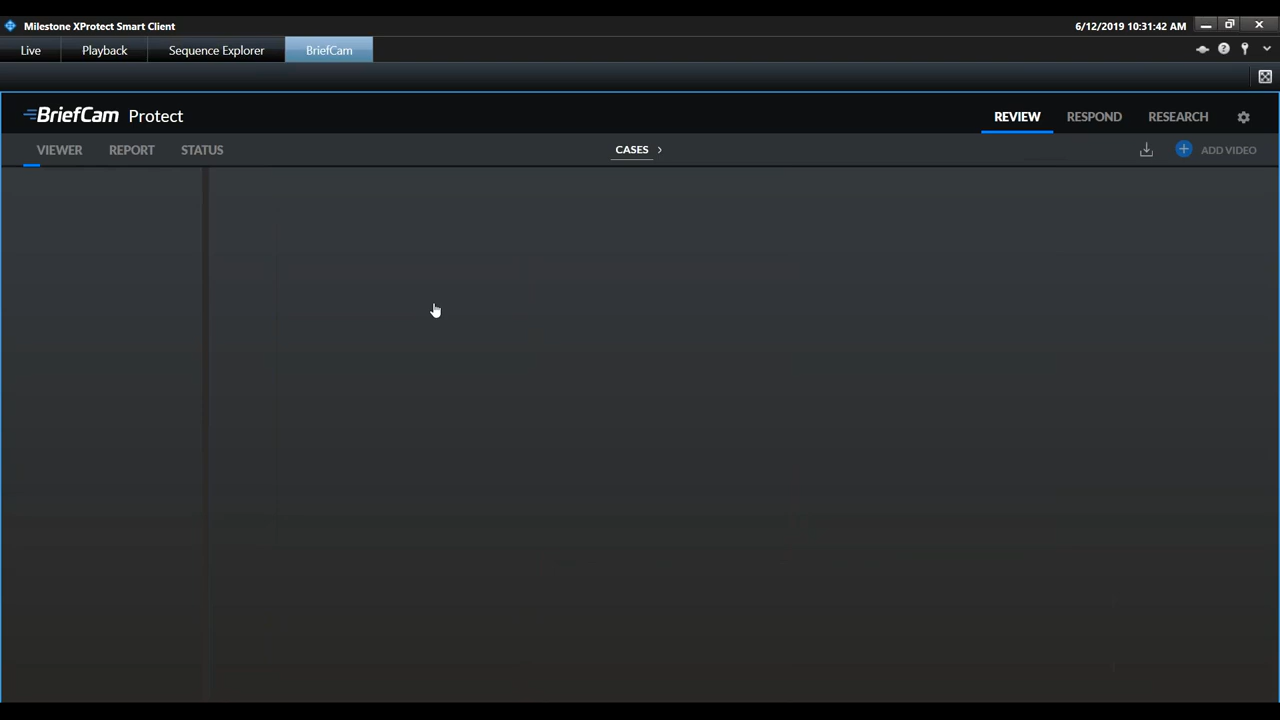 Milestone XProtect Smart Client
6/12/2019 10:31:42 AM
Live
Playback
Sequence Explorer
BriefCam
BriefCam Protect
REVIEW
RESPOND
RESEARCH
VIEWER
REPORT
STATUS
CASES >
ADD VIDEO